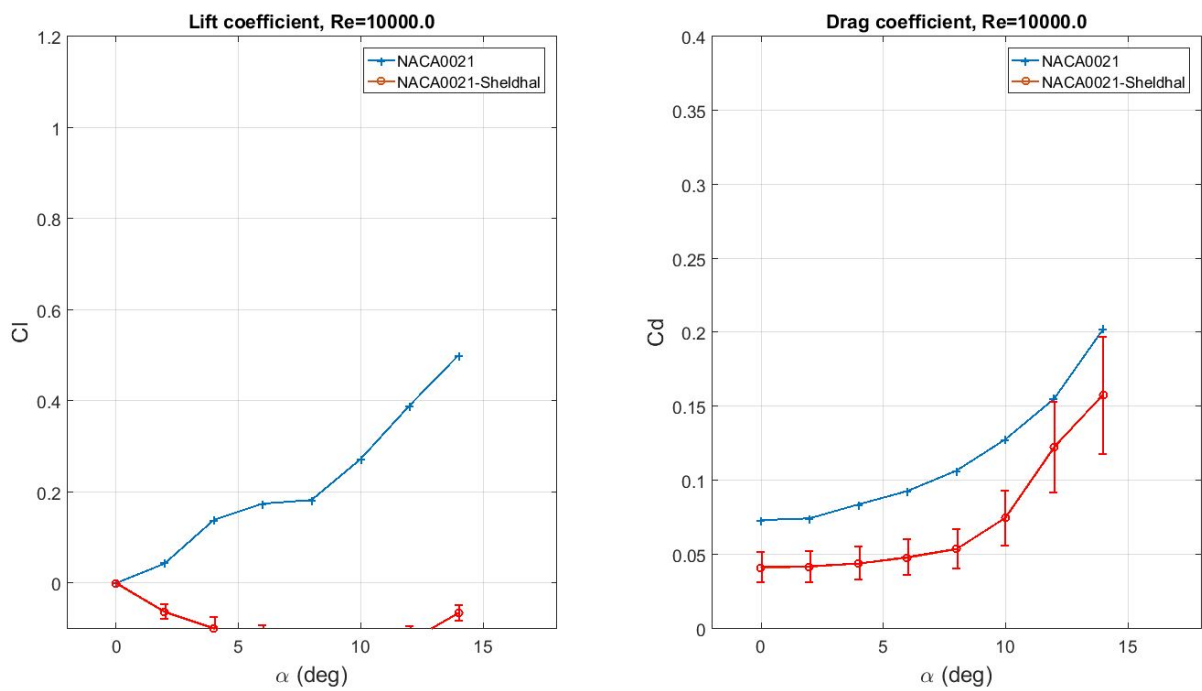 Lift coefficient, Re=10000.0
1.2
1
0.8
0.6
0.4
0.2
0
Cl
0
5
10
15
α (deg)
NACA0021
NACA0021-Sheldhal
Drag coefficient, Re=10000.0
0.4
0.35
0.3
0.25
0.2
0.15
0.1
0.05
0
Cd
0
5
10
15
α (deg)
NACA0021
NACA0021-Sheldhal